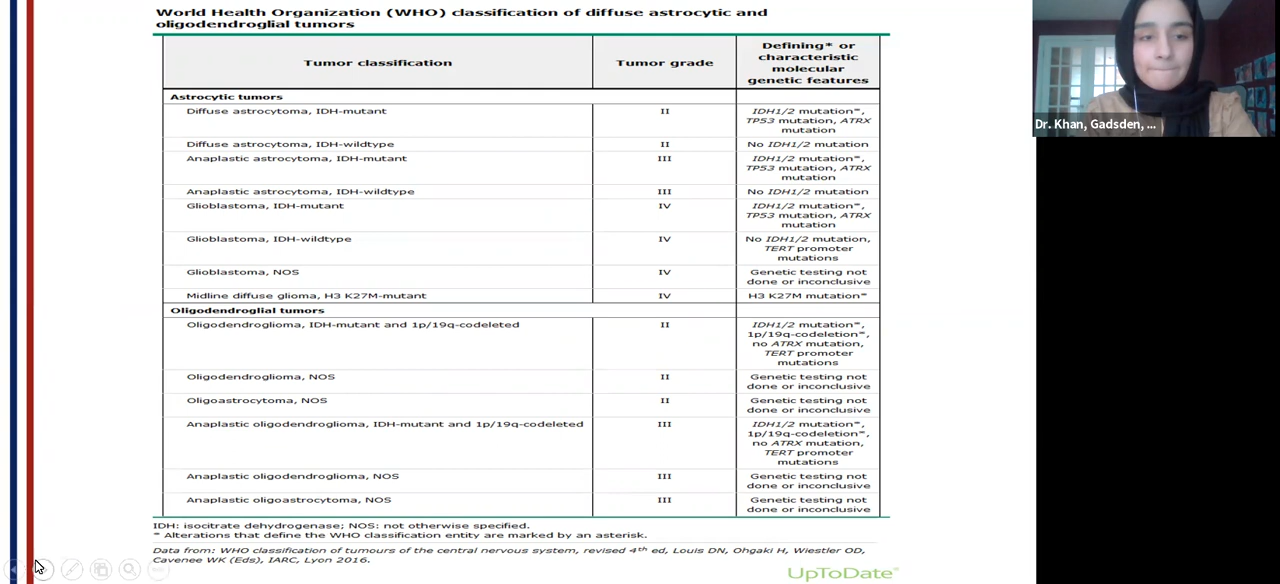 World Health Organization (WHO) classification of diffuse astrocytic and
oligodendroglial tumors
Tumor classification
Tumor grade
Defining* or
characteristic
molecular
genetic features
Astrocytic tumors
Diffuse astrocytoma, IDH-mutant
II
IDH1/2 mutation*,
TP53 mutation, ATRX
mutation
Diffuse astrocytoma, IDH-wildtype
II
No IDH1/2 mutation
Anaplastic astrocytoma, IDH-mutant
III
IDH1/2 mutation*,
TP53 mutation, ATRX
mutation
Anaplastic astrocytoma, IDH-wildtype
III
No IDH1/2 mutation
Glioblastoma, IDH-mutant
IV
IDH1/2 mutation*,
TP53 mutation, ATRX
mutation
Glioblastoma, IDH-wildtype
IV
No IDH1/2 mutation,
TERT promoter
mutations
Glioblastoma, NOS
IV
Genetic testing not
done or inconclusive
Midline diffuse glioma, H3 K27M-mutant
IV
H3 K27M mutation*
Oligodendroglial tumors
Oligodendroglioma, IDH-mutant and 1p/19q-codeleted
II
IDH1/2 mutation*,
1p/19q-codeletion*,
no ATRX mutation,
TERT promoter
mutations
Oligodendroglioma, NOS
II
Genetic testing not
done or inconclusive
Oligoastrocytoma, NOS
II
Genetic testing not
done or inconclusive
Anaplastic oligodendroglioma, IDH-mutant and 1p/19q-codeleted
III
IDH1/2 mutation*,
1p/19q-codeletion*,
no ATRX mutation,
TERT promoter
mutations
Anaplastic oligodendroglioma, NOS
III
Genetic testing not
done or inconclusive
Anaplastic oligoastrocytoma, NOS
III
Genetic testing not
done or inconclusive
IDH: isocitrate dehydrogenase; NOS: not otherwise specified.
* Alterations that define the WHO classification entity are marked by an asterisk.
Data from: WHO classification of tumours of the central nervous system, revised 4th ed, Louis DN, Ohgaki H, Wiestler OD,
Cavenee WK (Eds), IARC, Lyon 2016.
UpToDate®
Dr. Khan, Gadsden, ...